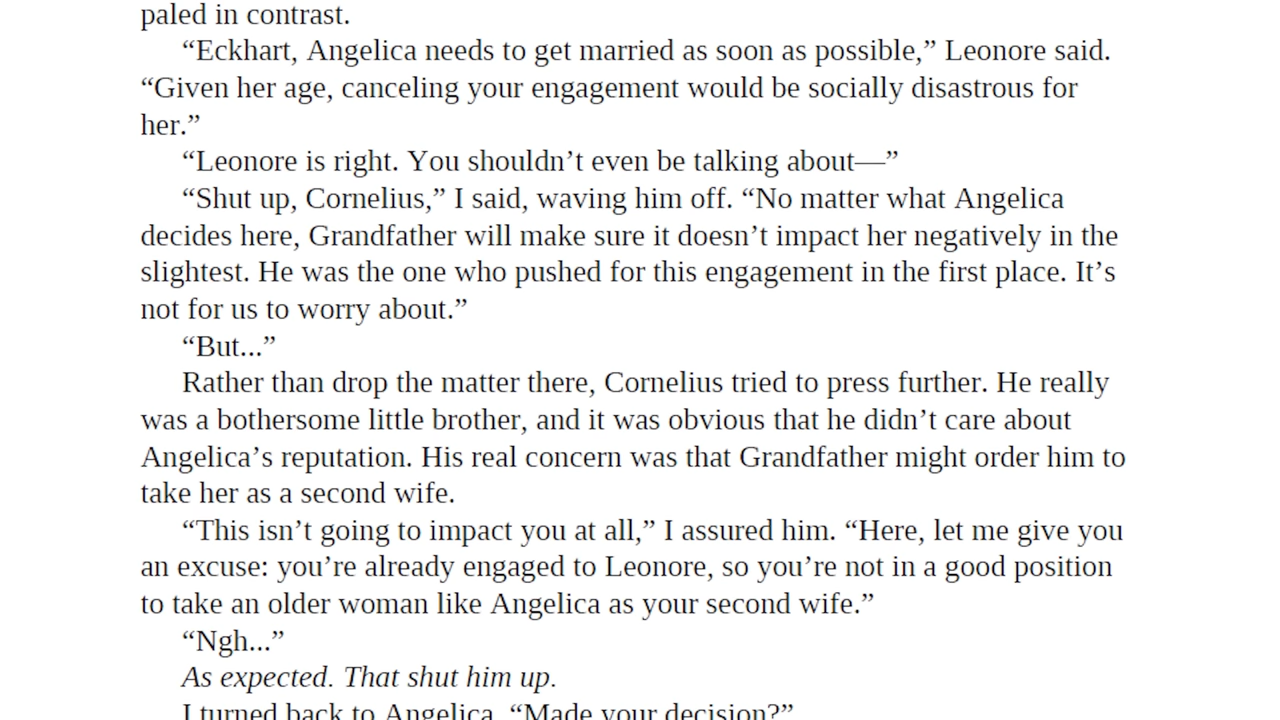 paled in contrast.
“Eckhart, Angelica needs to get married as soon as possible,” Leonore said.
“Given her age, canceling your engagement would be socially disastrous for
her.”
“Leonore is right. You shouldn’t even be talking about—”
“Shut up, Cornelius,” I said, waving him off. “No matter what Angelica
decides here, Grandfather will make sure it doesn’t impact her negatively in the
slightest. He was the one who pushed for this engagement in the first place. It’s
not for us to worry about.”
“But...”
Rather than drop the matter there, Cornelius tried to press further. He really
was a bothersome little brother, and it was obvious that he didn’t care about
Angelica’s reputation. His real concern was that Grandfather might order him to
take her as a second wife.
“This isn’t going to impact you at all,” I assured him. “Here, let me give you
an excuse: you’re already engaged to Leonore, so you’re not in a good position
to take an older woman like Angelica as your second wife.”
“Ngh...”
As expected. That shut him up.
I turned back to Angelica. “Made your decision?”